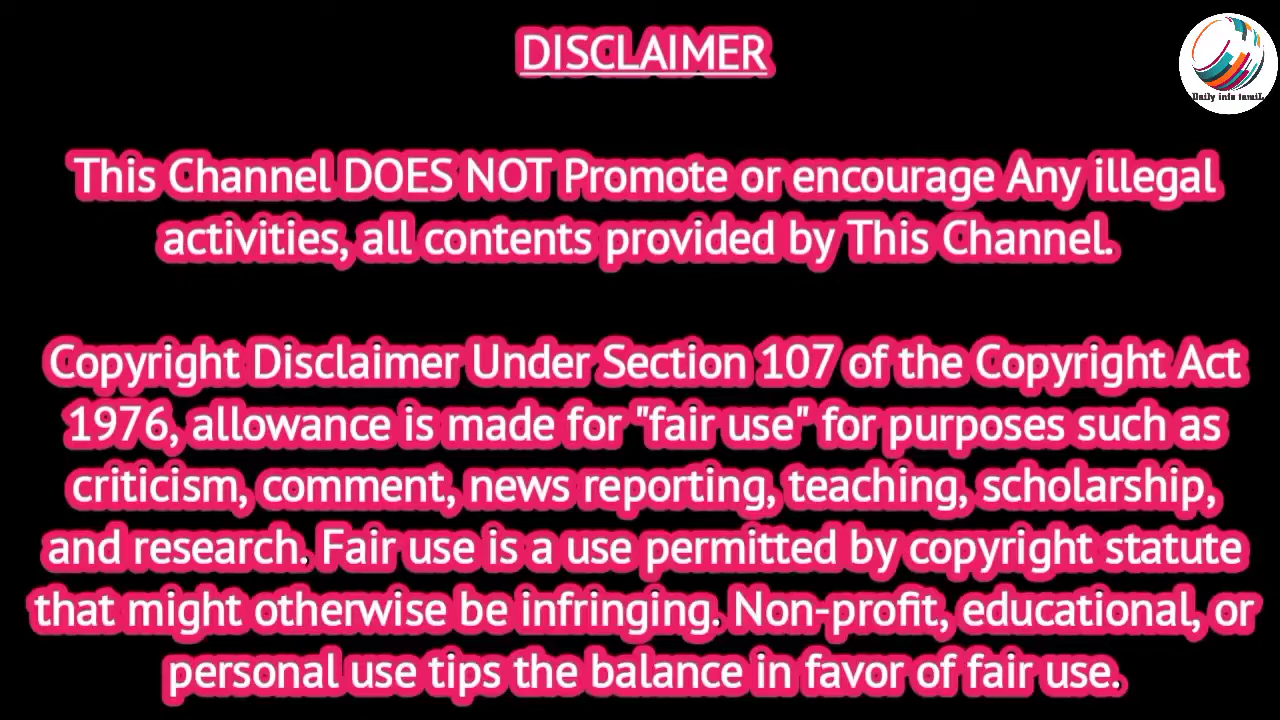 DISCLAIMER
Daily info tamil
This Channel DOES NOT Promote or encourage Any illegal
activities, all contents provided by This Channel.
Copyright Disclaimer Under Section 107 of the Copyright Act
1976, allowance is made for "fair use" for purposes such as
criticism, comment, news reporting, teaching, scholarship,
and research. Fair use is a use permitted by copyright statute
that might otherwise be infringing. Non-profit, educational, or
personal use tips the balance in favor of fair use.